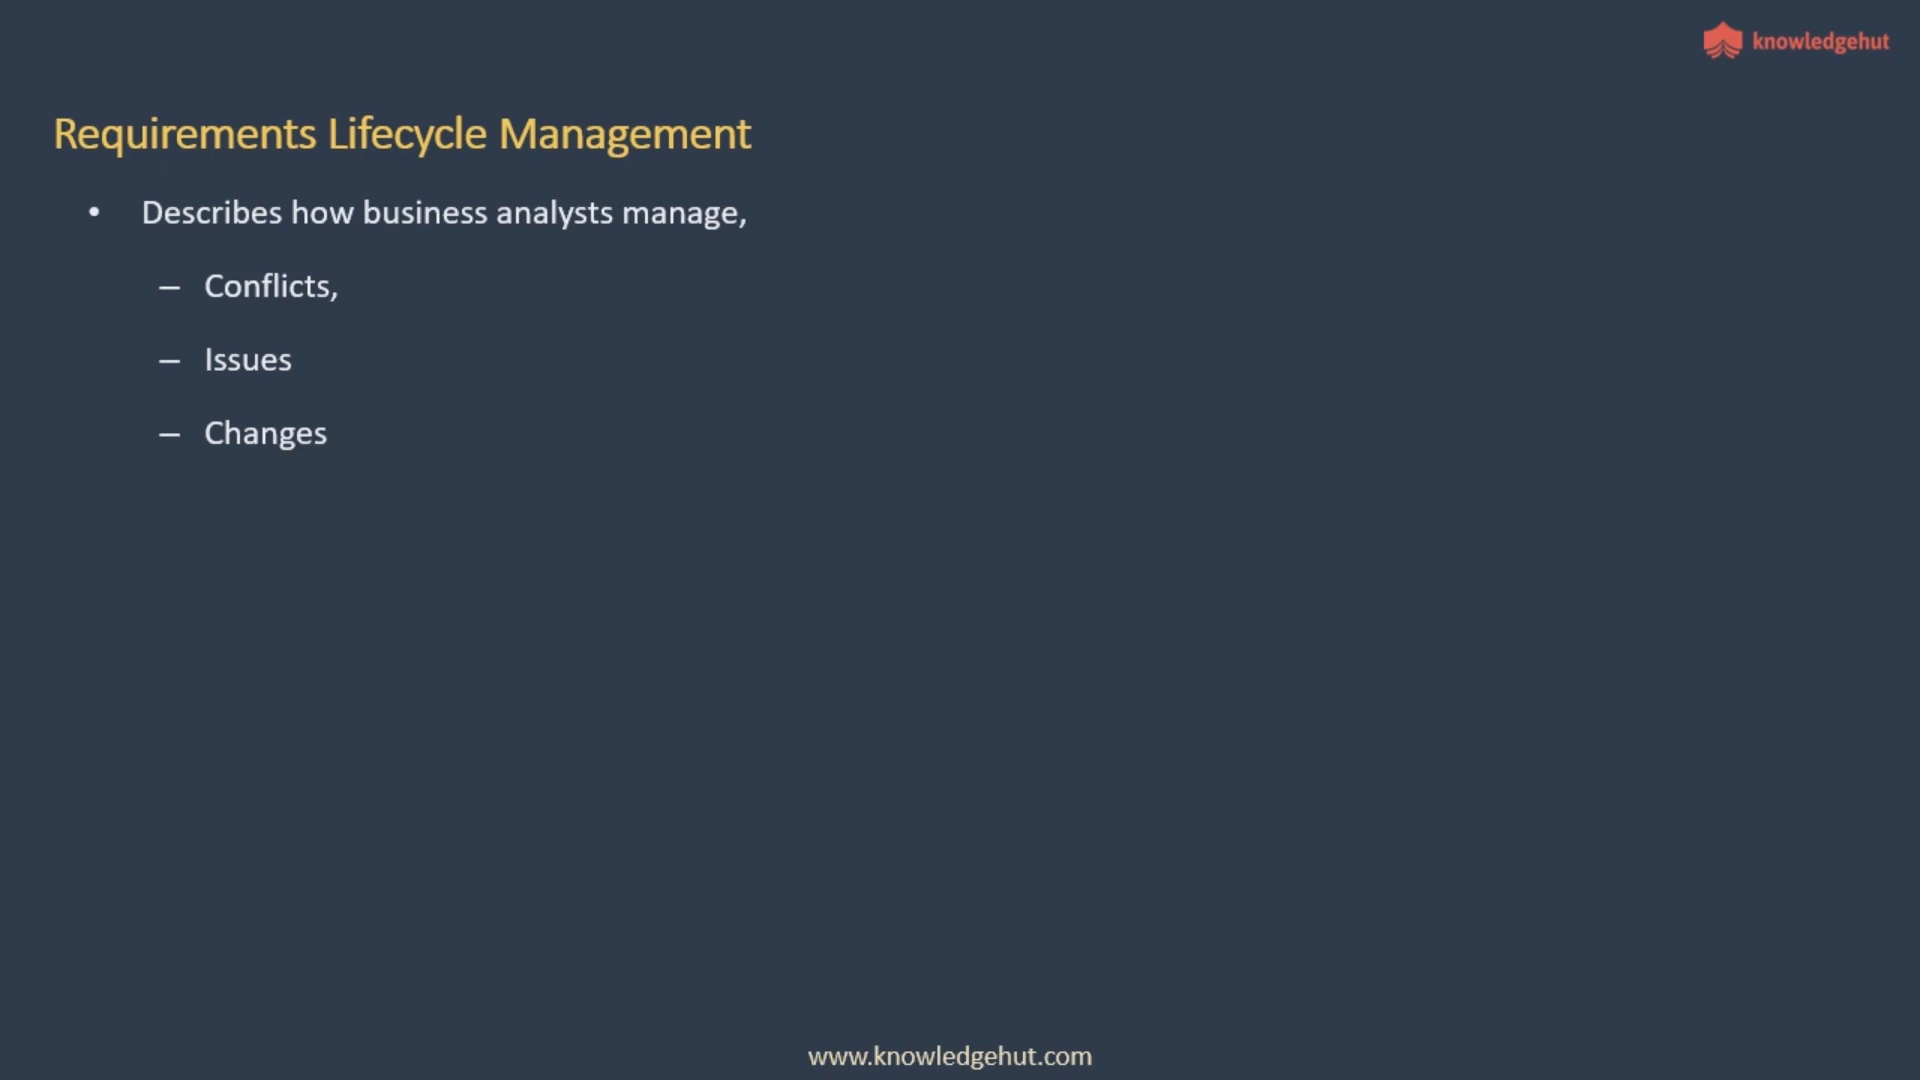 knowledgehut
Requirements Lifecycle Management
• Describes how business analysts manage,
– Conflicts,
– Issues
– Changes
www.knowledgehut.com